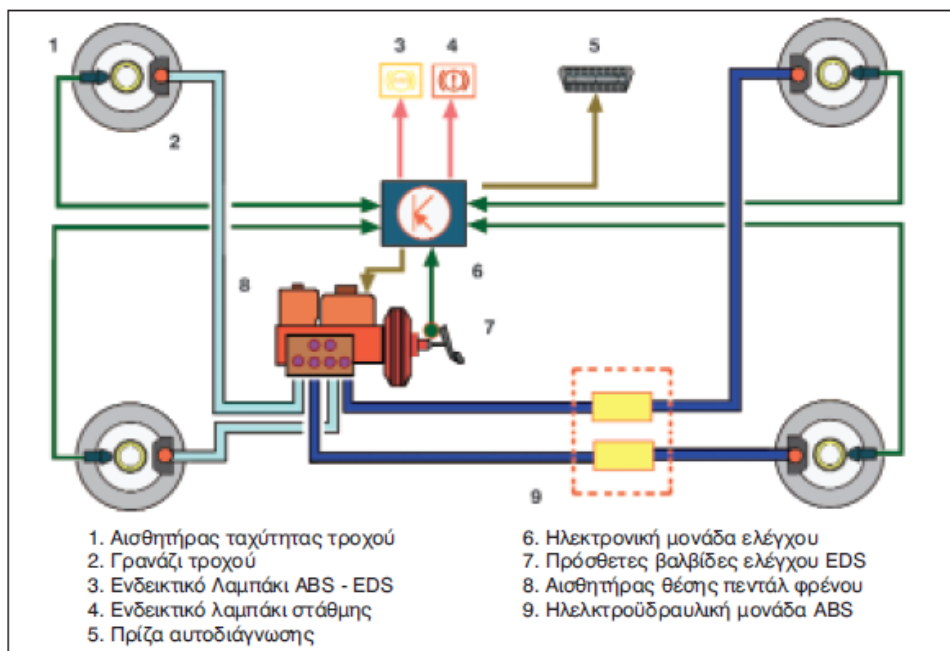 1
3
4
5
2
6
8
7
9
1. Αισθητήρας ταχύτητας τροχού
2. Γρανάζι τροχού
3. Ενδεικτικό Λαμπάκι ABS - EDS
4. Ενδεικτικό λαμπάκι στάθμης
5. Πρίζα αυτοδιάγνωσης
6. Ηλεκτρονική μονάδα ελέγχου
7. Πρόσθετες βαλβίδες ελέγχου EDS
8. Αισθητήρας θέσης πεντάλ φρένου
9. Ηλελκτροϋδραυλική μονάδα ABS